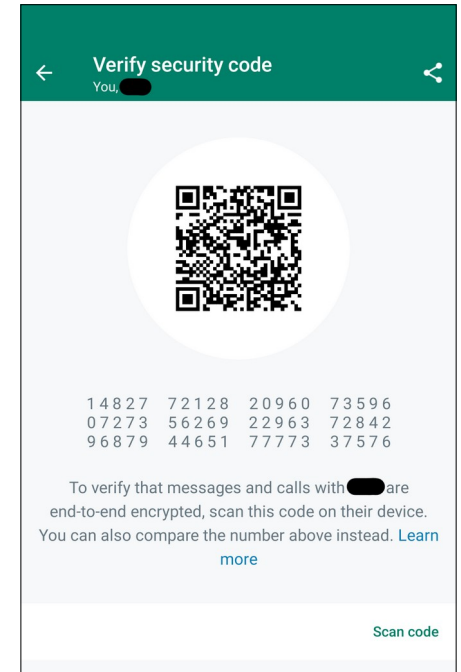 Verify security code
You,
14827 72128 20960 73596
07273 56269 22963 72842
96879 44651 77773 37576
To verify that messages and calls with are
end-to-end encrypted, scan this code on their device.
You can also compare the number above instead. Learn
more
Scan code